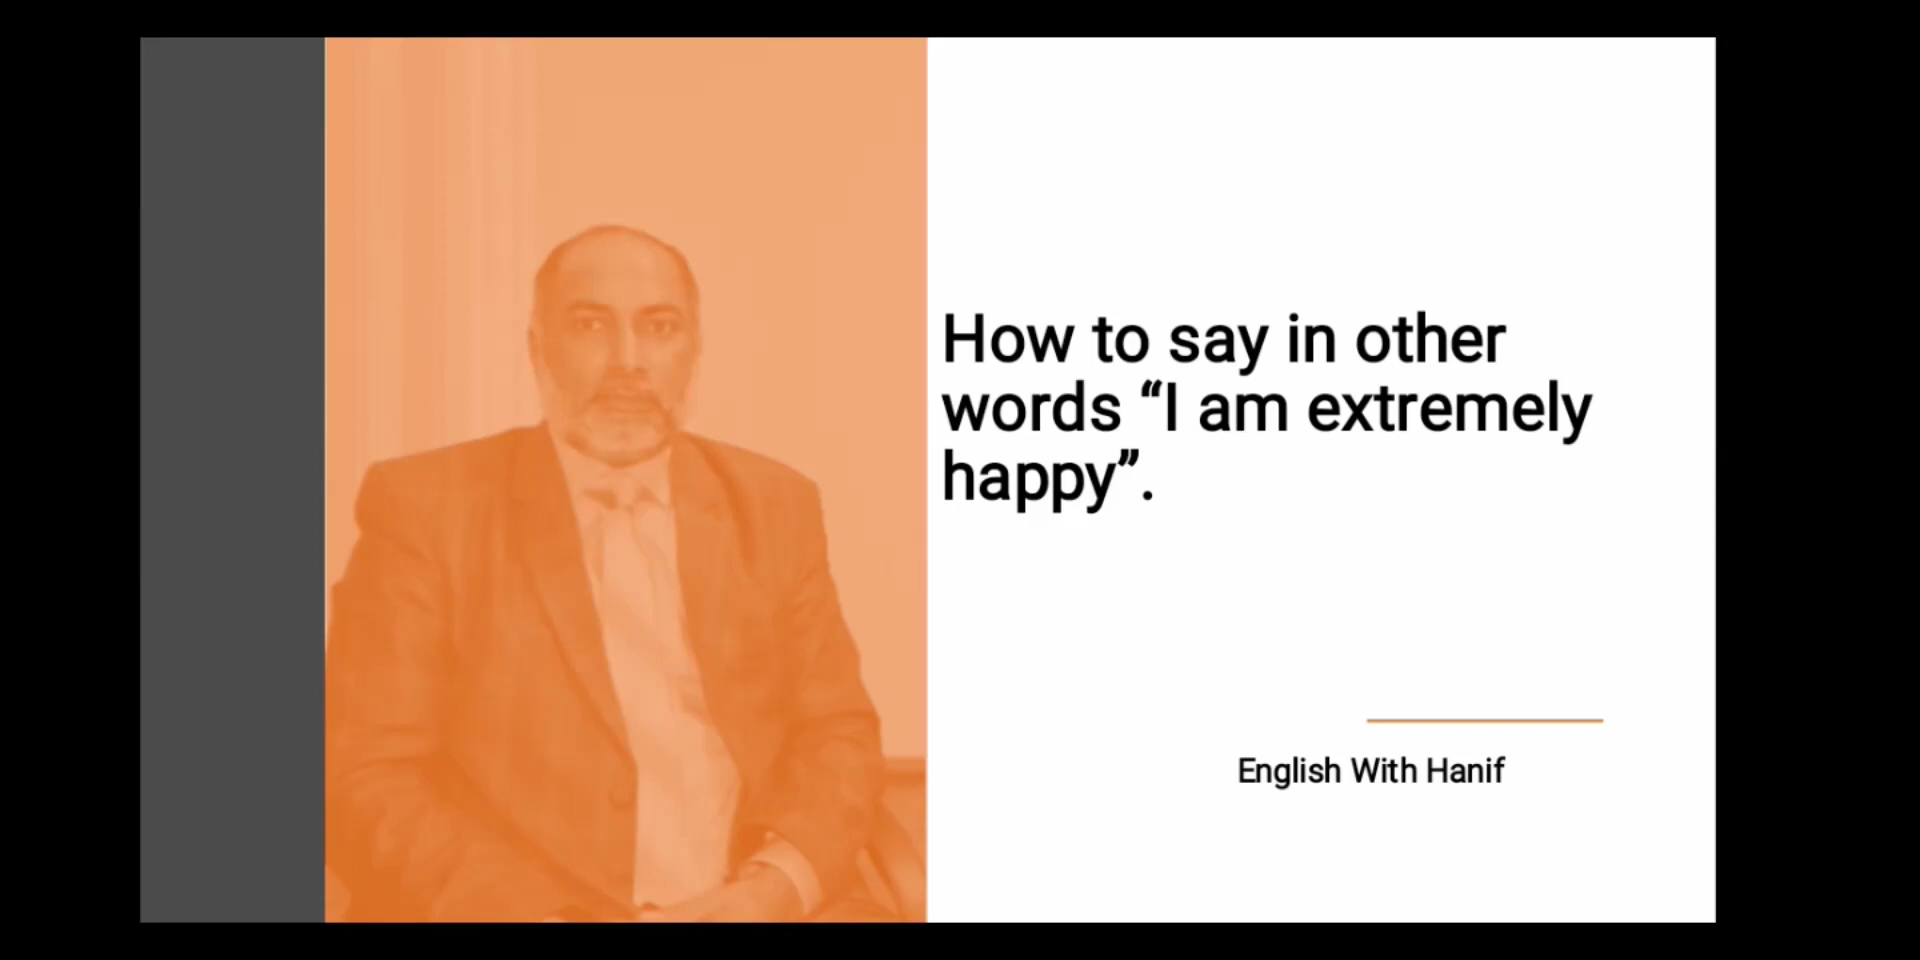 How to say in other
words “I am extremely
happy”.
English With Hanif